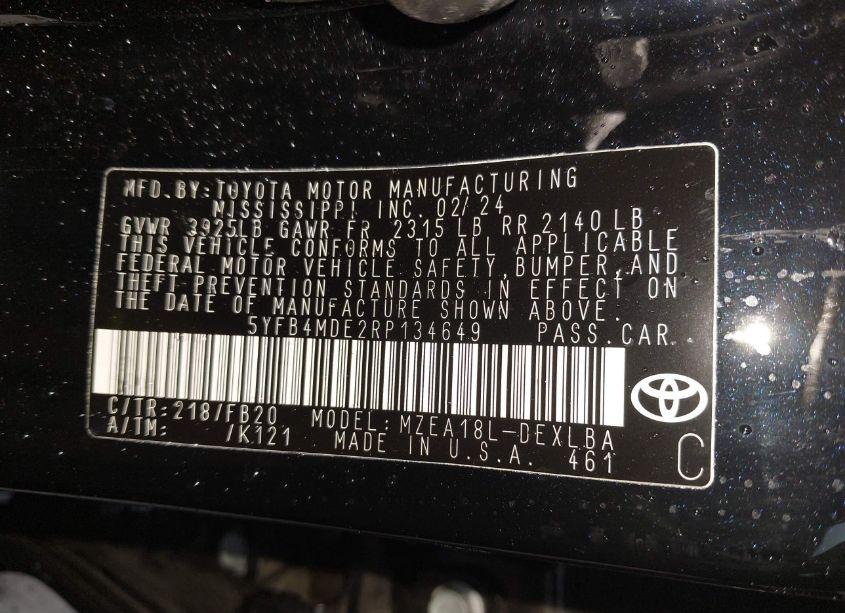 MFD. BY: TOYOTA MOTOR MANUFACTURING
MISSISSIPPI, INC. 02/24
GVWR 3925LB GAWR FR 2315 LB RR 2140 LB
THIS VEHICLE CONFORMS TO ALL APPLICABLE
FEDERAL MOTOR VEHICLE SAFETY, BUMPER, AND
THEFT PREVENTION STANDARDS IN EFFECT ON
THE DATE OF MANUFACTURE SHOWN ABOVE.
5YFB4MDE2RP134649 PASS. CAR
C/TR: 218/FB20 MODEL: MZEA18L-DEXLBA
A/TM: /K121 MADE IN U.S.A. 461
C